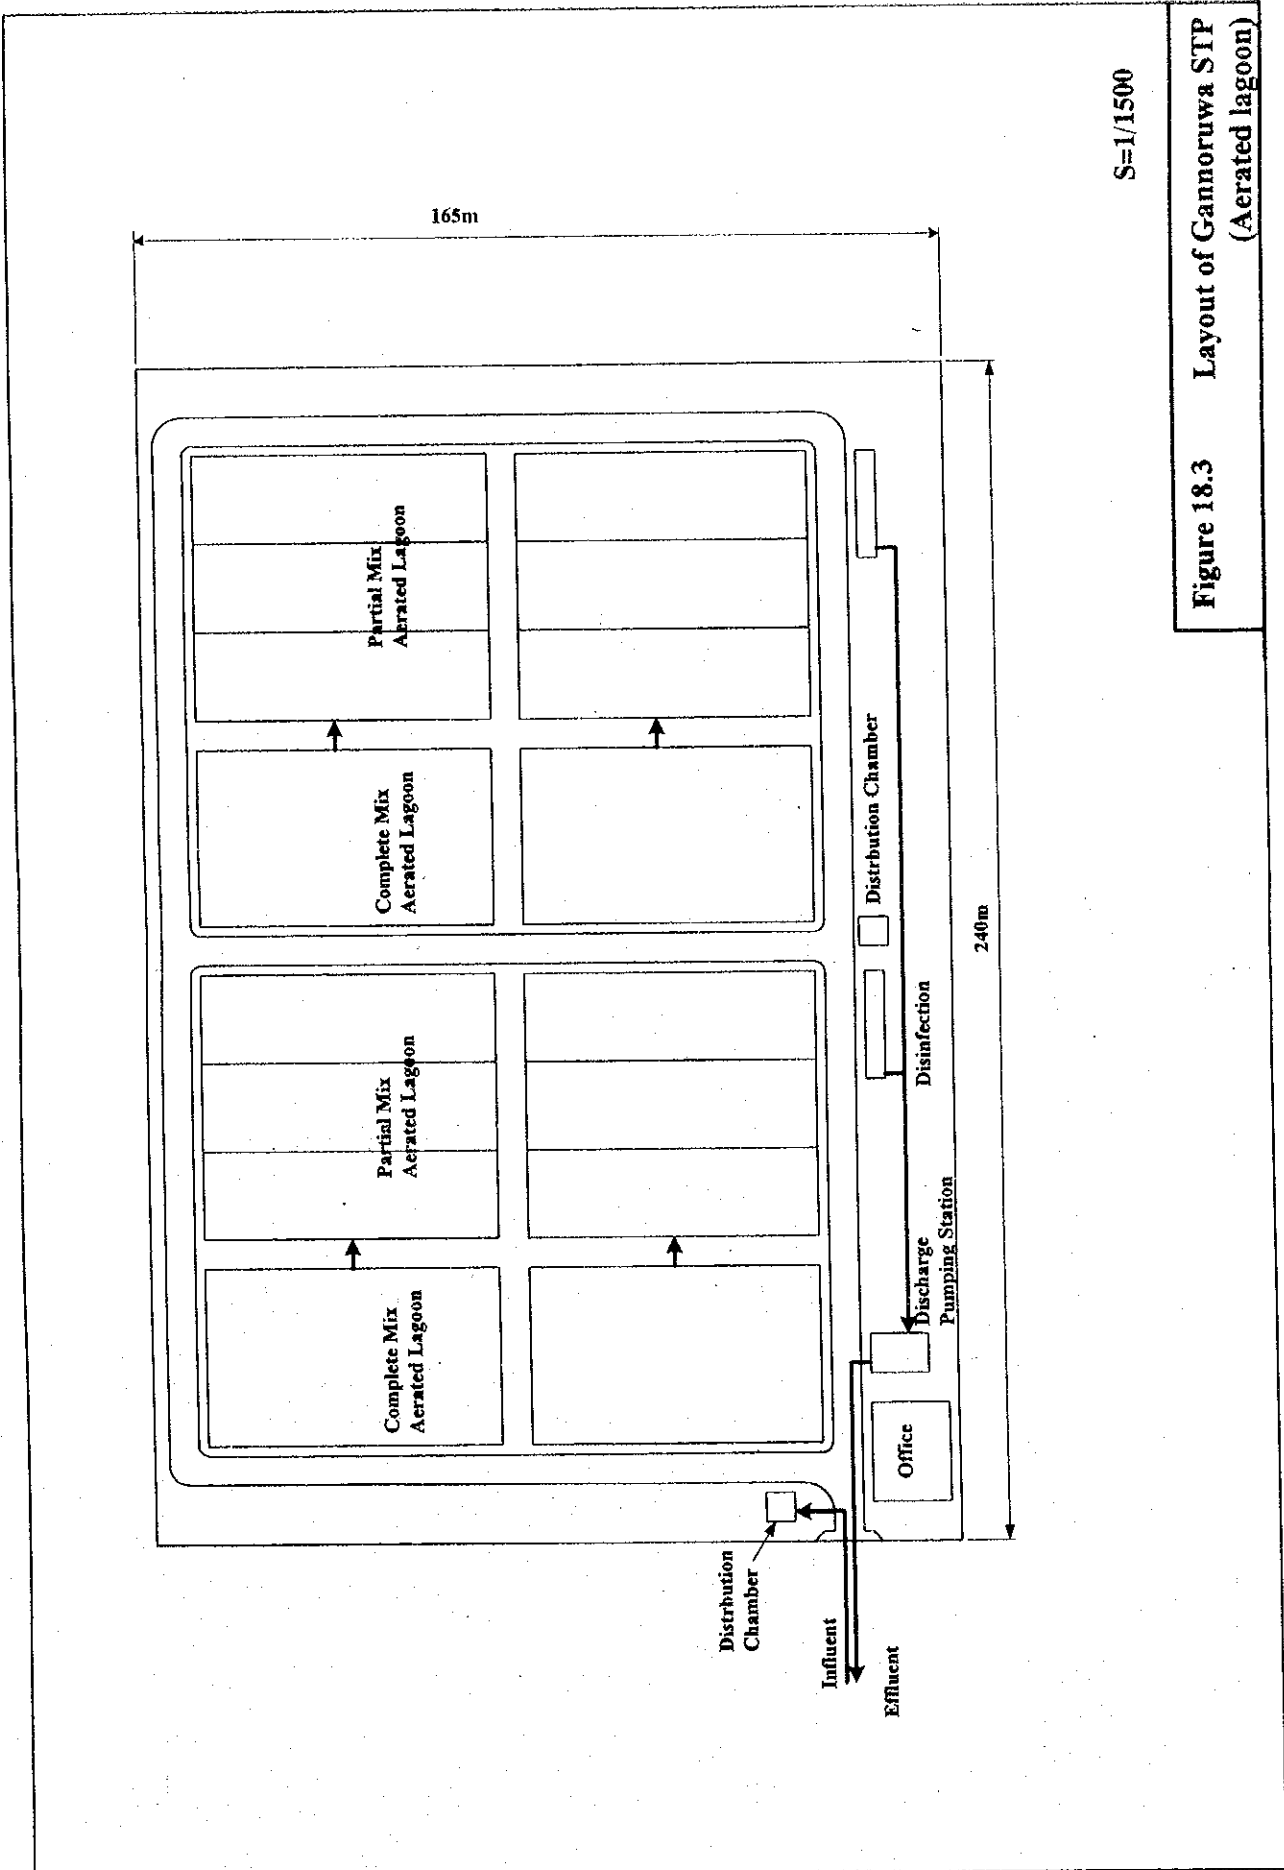 165m
Partial Mix
Aerated Lagoon
Complete Mix
Aerated Lagoon
Partial Mix
Aerated Lagoon
Complete Mix
Aerated Lagoon
Distrbution Chamber
Disinfection
Discharge
Pumping Station
Office
240m
Distrbution
Chamber
Influent
Effluent
S=1/1500
Figure 18.3 Layout of Gannoruwa STP
(Aerated lagoon)